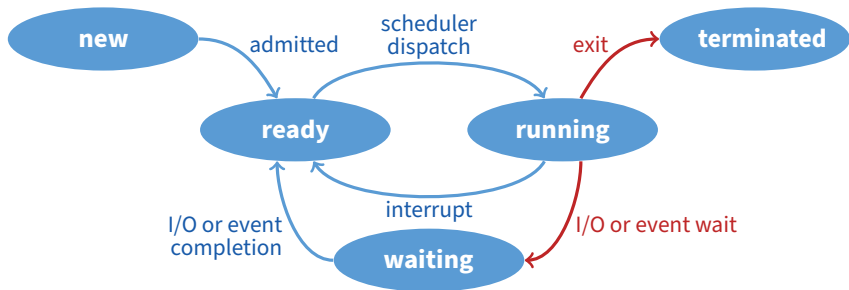 new
admitted
scheduler
dispatch
exit
terminated
ready
running
interrupt
I/O or event
completion
I/O or event wait
waiting